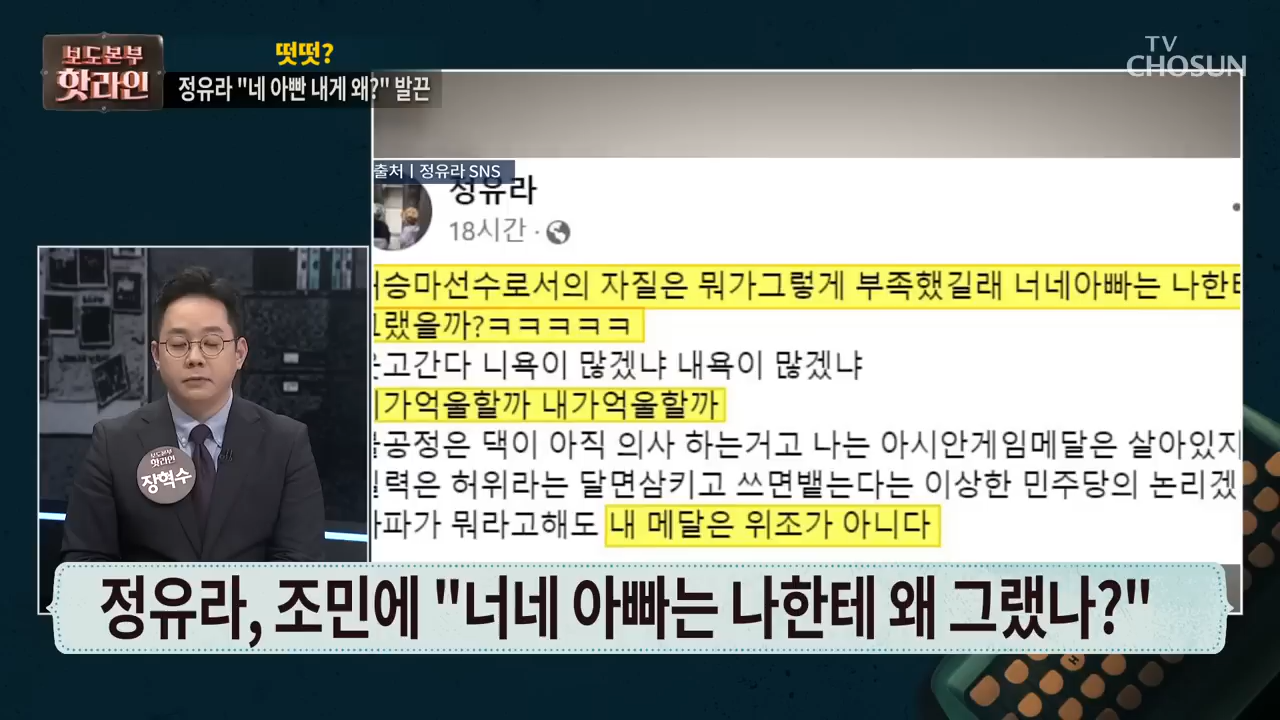 보도본부
핫라인
떳떳?
정유라 "네 아빤 내게 왜?" 발끈
TV
CHOSUN
출처ㅣ정유라 SNS
정유라
18시간 ·
승마선수로서의 자질은 뭐가그렇게 부족했길래 너네아빠는 나한테
랬을까?ㅋㅋㅋㅋㅋ
고간다 니욕이 많겠냐 내욕이 많겠냐
가억울할까 내가억울할까
공정은 댁이 아직 의사 하는거고 나는 아시안게임메달은 살아있지
력은 허위라는 달면삼키고 쓰면뱉는다는 이상한 민주당의 논리겠
파가 뭐라고해도 내 메달은 위조가 아니다
보도본부
핫라인
장혁수
정유라, 조민에 "너네 아빠는 나한테 왜 그랬나?"